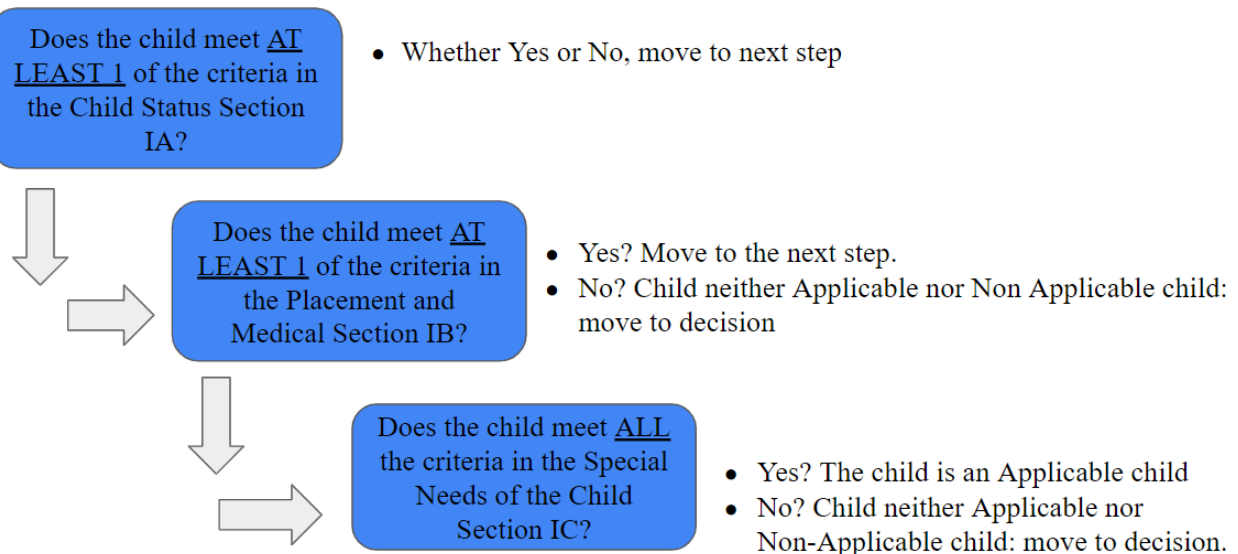 Does the child meet AT
LEAST 1 of the criteria in
the Child Status Section
IA?
● Whether Yes or No, move to next step
Does the child meet AT
LEAST 1 of the criteria in
the Placement and
Medical Section IB?
● Yes? Move to the next step.
● No? Child neither Applicable nor Non Applicable child:
move to decision
Does the child meet ALL
the criteria in the Special
Needs of the Child
Section IC?
● Yes? The child is an Applicable child
● No? Child neither Applicable nor
Non-Applicable child: move to decision.